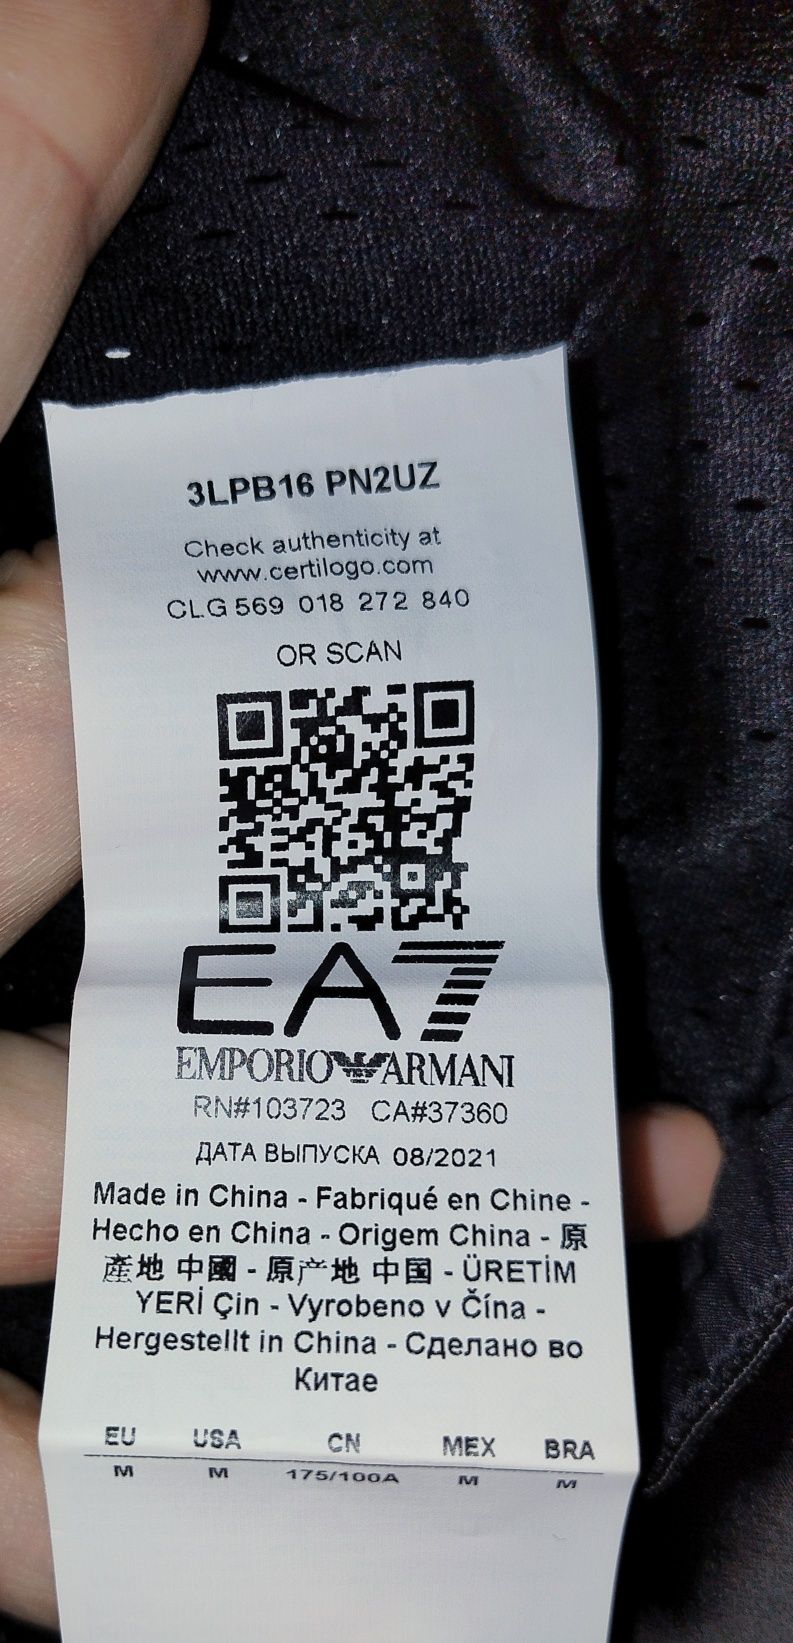 3LPB16 PN2UZ
Check authenticity at
www.certilogo.com
CLG 569 018 272 840
OR SCAN
EA7
EMPORIO ARMANI
RN#103723 CA#37360
ДАТА ВЫПУСКА 08/2021
Made in China - Fabriqué en Chine -
Hecho en China - Origem China - 原
產地 中國 - 原产地 中国 - ÜRETİM
YERİ Çin - Vyrobeno v Čína -
Hergestellt in China - Сделано во
Китае
EU USA CN MEX BRA
M M 175/100A M M